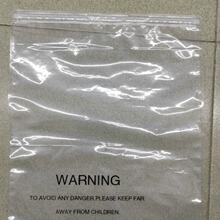 WARNING
TO AVOID ANY DANGER.PLEASE KEEP FAR
AWAY FROM CHILDREN.